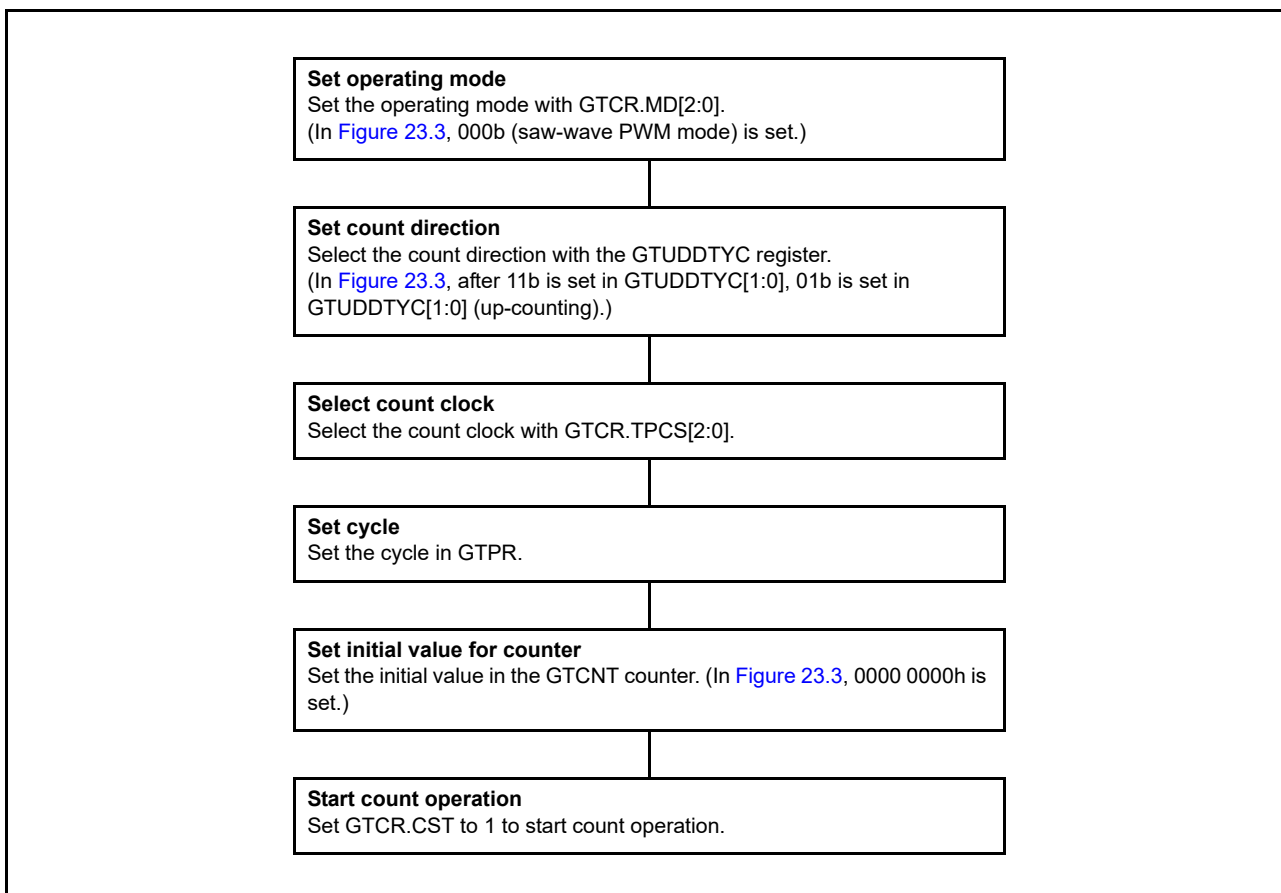 Set operating mode
Set the operating mode with GTCR.MD[2:0].
(In Figure 23.3, 000b (saw-wave PWM mode) is set.)
Set count direction
Select the count direction with the GTUDDTYC register.
(In Figure 23.3, after 11b is set in GTUDDTYC[1:0], 01b is set in
GTUDDTYC[1:0] (up-counting).)
Select count clock
Select the count clock with GTCR.TPCS[2:0].
Set cycle
Set the cycle in GTPR.
Set initial value for counter
Set the initial value in the GTCNT counter. (In Figure 23.3, 0000 0000h is
set.)
Start count operation
Set GTCR.CST to 1 to start count operation.